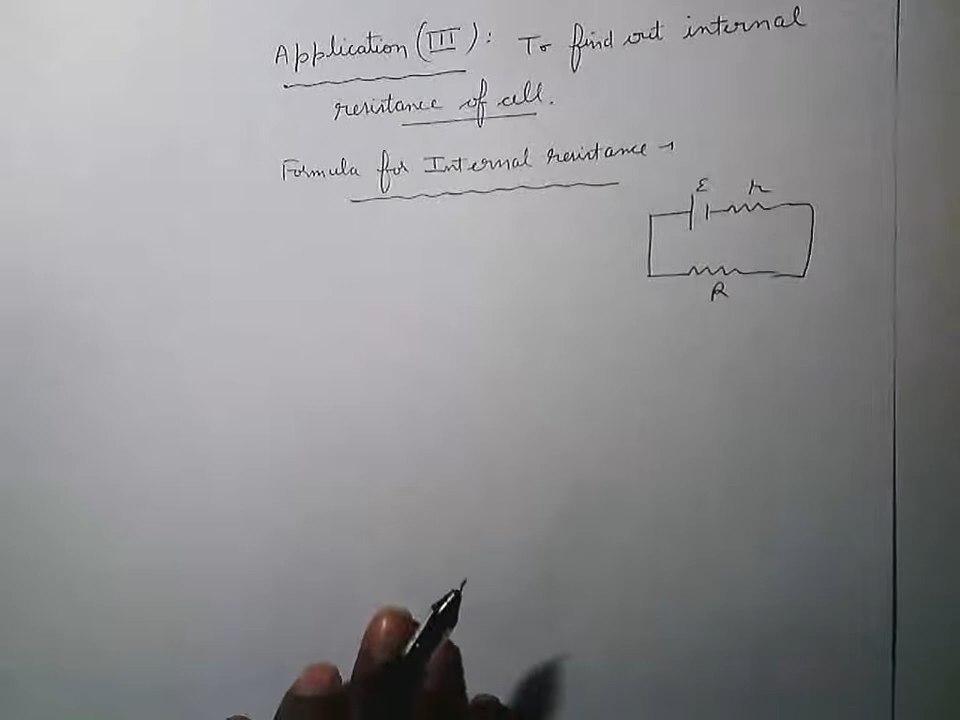 Application (III): To find out internal
resistance of cell.
Formula for Internal resistance →
ε r
R